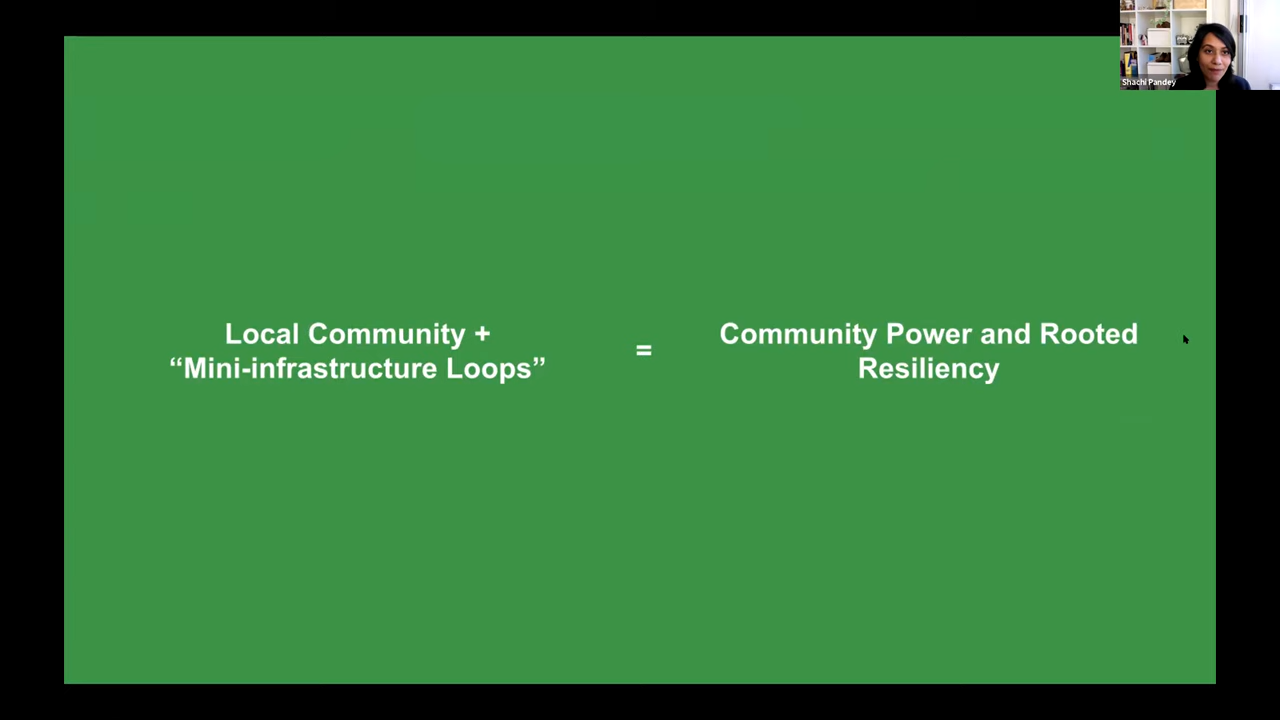 Shachi Pandey
Local Community +
“Mini-infrastructure Loops”
=
Community Power and Rooted
Resiliency